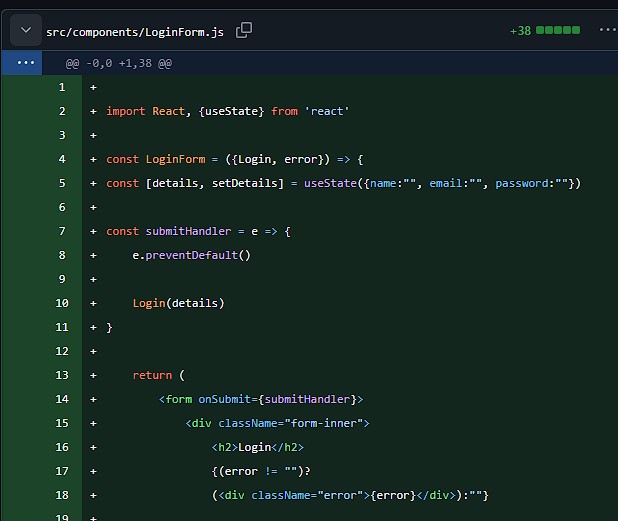 src/components/LoginForm.js +38 ...
... @@ -0,0 +1,38 @@
1 +
2 + import React, {useState} from 'react'
3 +
4 + const LoginForm = ({Login, error}) => {
5 + const [details, setDetails] = useState({name:"", email:"", password:""})
6 +
7 + const submitHandler = e => {
8 +     e.preventDefault()
9 +
10 +     Login(details)
11 + }
12 +
13 +     return (
14 +         <form onSubmit={submitHandler}>
15 +             <div className="form-inner">
16 +                 <h2>Login</h2>
17 +                 {(error != "")?
18 +                 (<div className="error">{error}</div>):""}
19 +